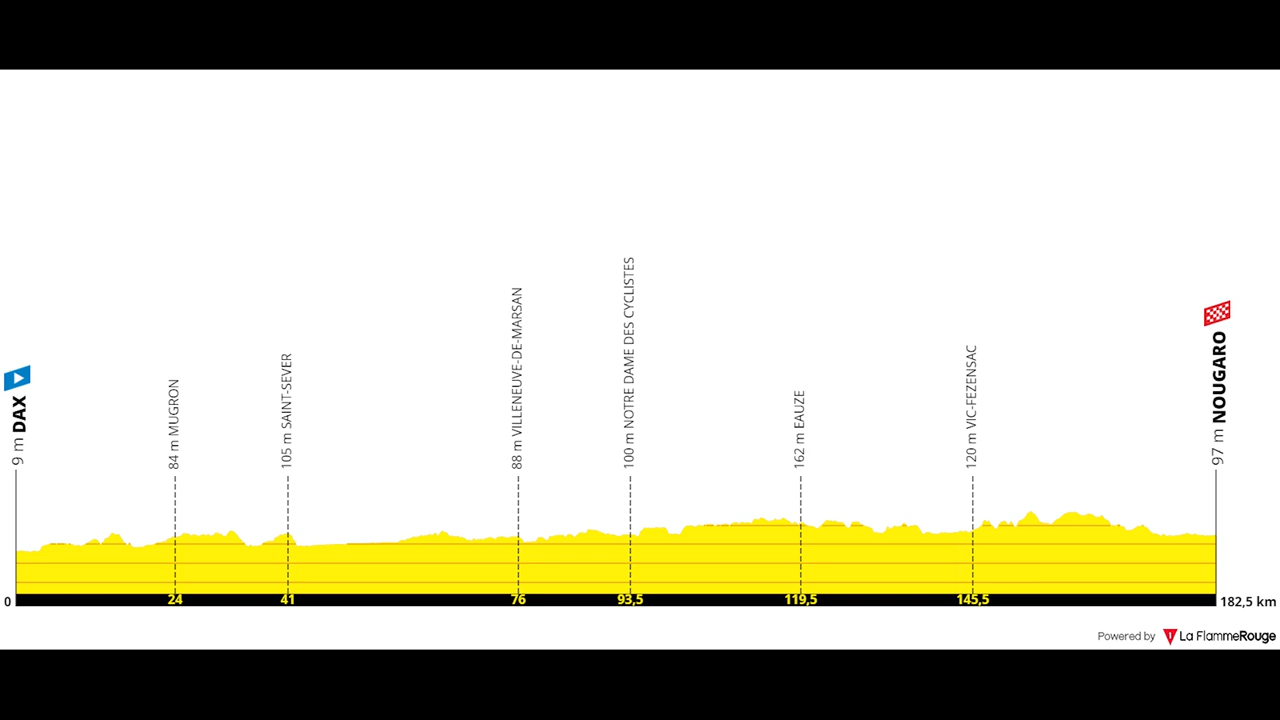 9 m DAX
84 m MUGRON
105 m SAINT-SEVER
88 m VILLENEUVE-DE-MARSAN
100 m NOTRE DAME DES CYCLISTES
162 m EAUZE
120 m VIC-FEZENSAC
97 m NOUGARO
0
24
41
76
93,5
119,5
145,5
182,5 km
Powered by La FlammeRouge